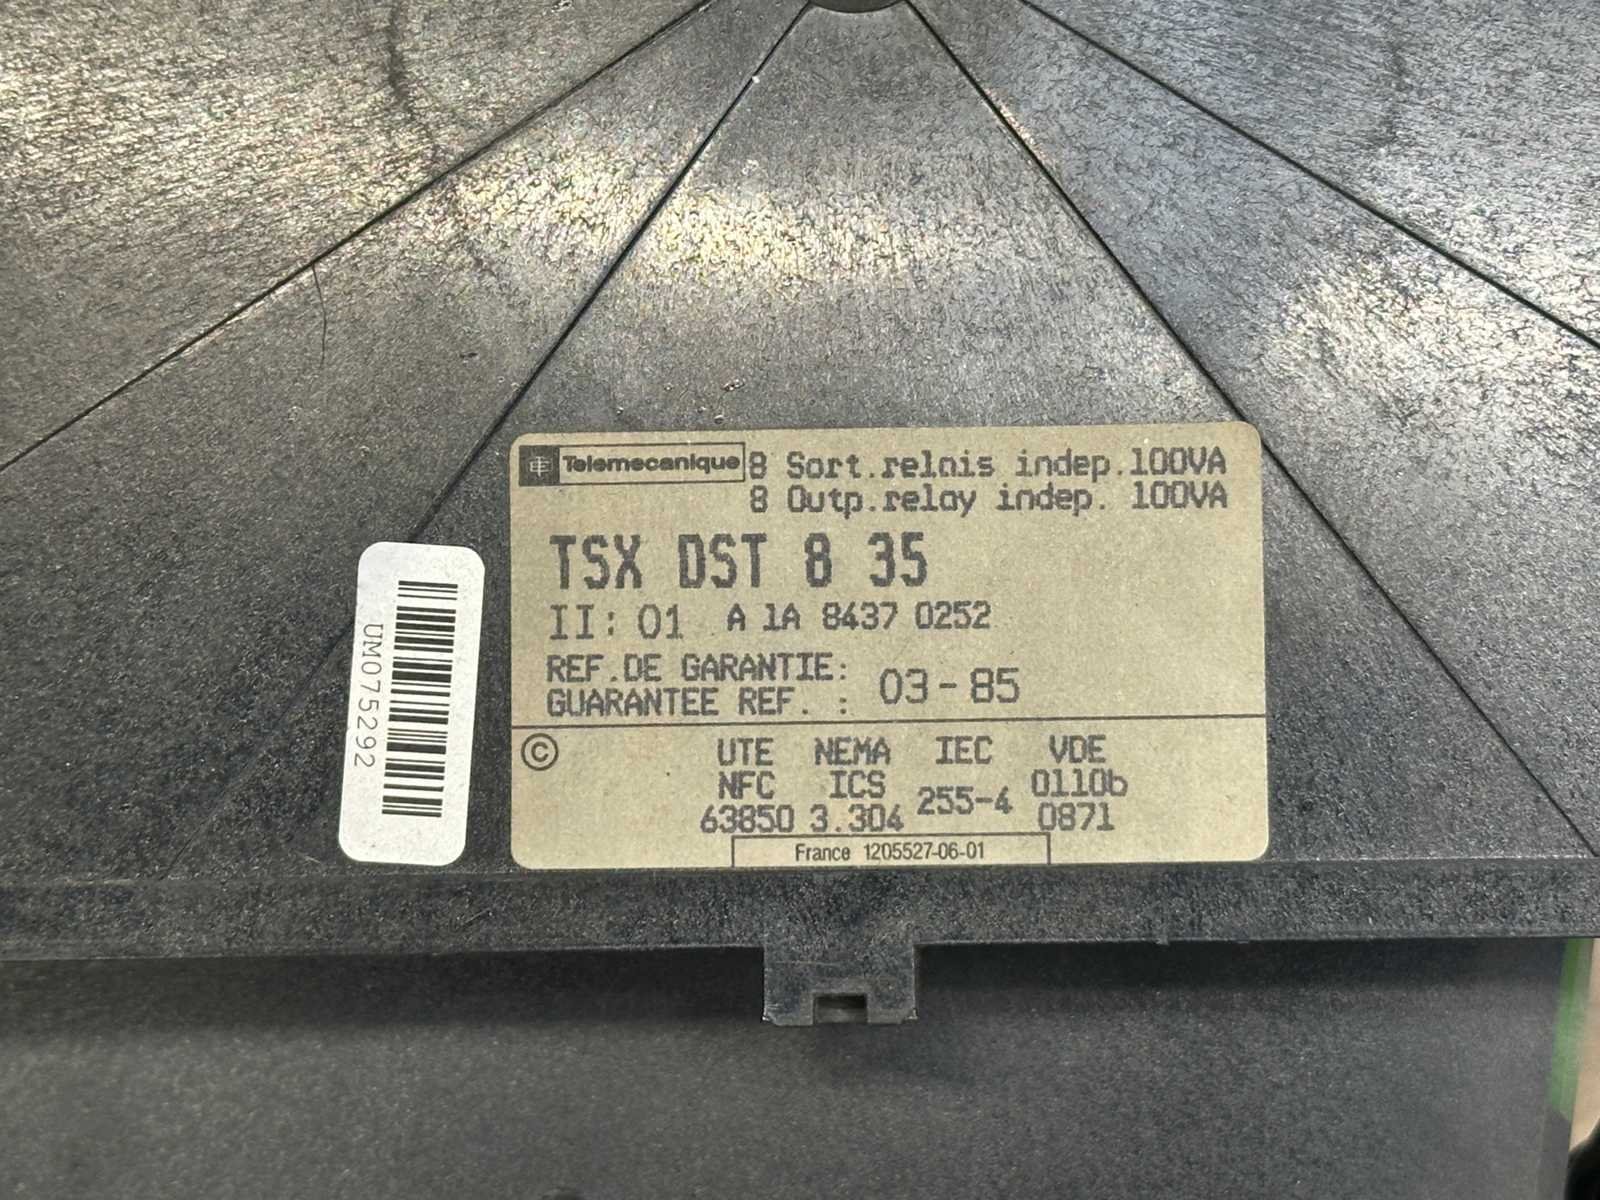 Telemecanique
8 Sort.relais indep.100VA
8 Outp.relay indep. 100VA
TSX DST 8 35
II: 01 A 1A 8437 0252
REF.DE GARANTIE:
GUARANTEE REF. : 03-85
© UTE NEMA IEC VDE
NFC ICS 255-4 0110b
63850 3.304 0871
France 1205527-06-01
UM075292